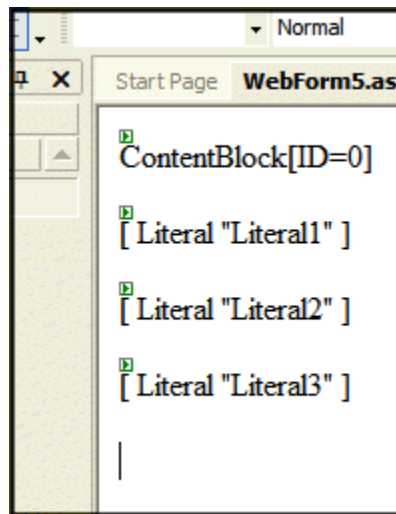 Normal
Start Page WebForm5.as
ContentBlock[ID=0]
[ Literal "Literal1" ]
[ Literal "Literal2" ]
[ Literal "Literal3" ]